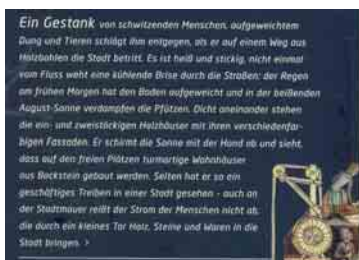 Ein Gestank von schwitzenden Menschen, aufgeweichtem
Dung und Tieren schlägt ihm entgegen, als er auf einem Weg aus
Holzbohlen die Stadt betritt. Es ist heiß und stickig, nicht einmal
vom Fluss weht eine kühlende Brise durch die Straßen: der Regen
am frühen Morgen hat den Boden aufgeweicht und in der beißenden
August-Sonne verdampfen die Pfützen. Dicht aneinander stehen
die ein- und zweistöckigen Holzhäuser mit ihren verschiedenfar-
bigen Fassaden. Er schirmt die Sonne mit der Hand ab und sieht,
dass auf den freien Plätzen turmartige Wohnhäuser
aus Backstein gebaut werden. Selten hat er so ein
geschäftiges Treiben in einer Stadt gesehen - auch an
der Stadtmauer reißt der Strom der Menschen nicht ab,
die durch ein kleines Tor Holz, Steine und Waren in die
Stadt bringen. >